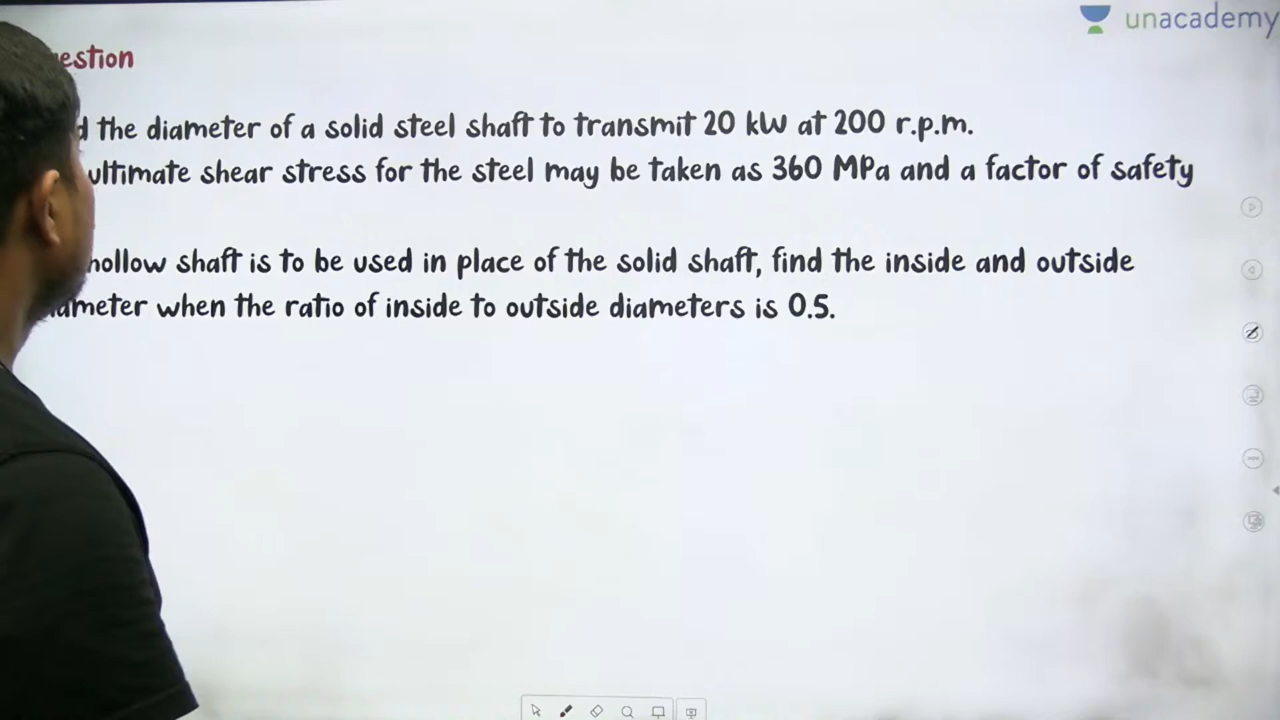 unacademy
estion
d the diameter of a solid steel shaft to transmit 20 kW at 200 r.p.m.
ultimate shear stress for the steel may be taken as 360 MPa and a factor of safety
hollow shaft is to be used in place of the solid shaft, find the inside and outside
ameter when the ratio of inside to outside diameters is 0.5.